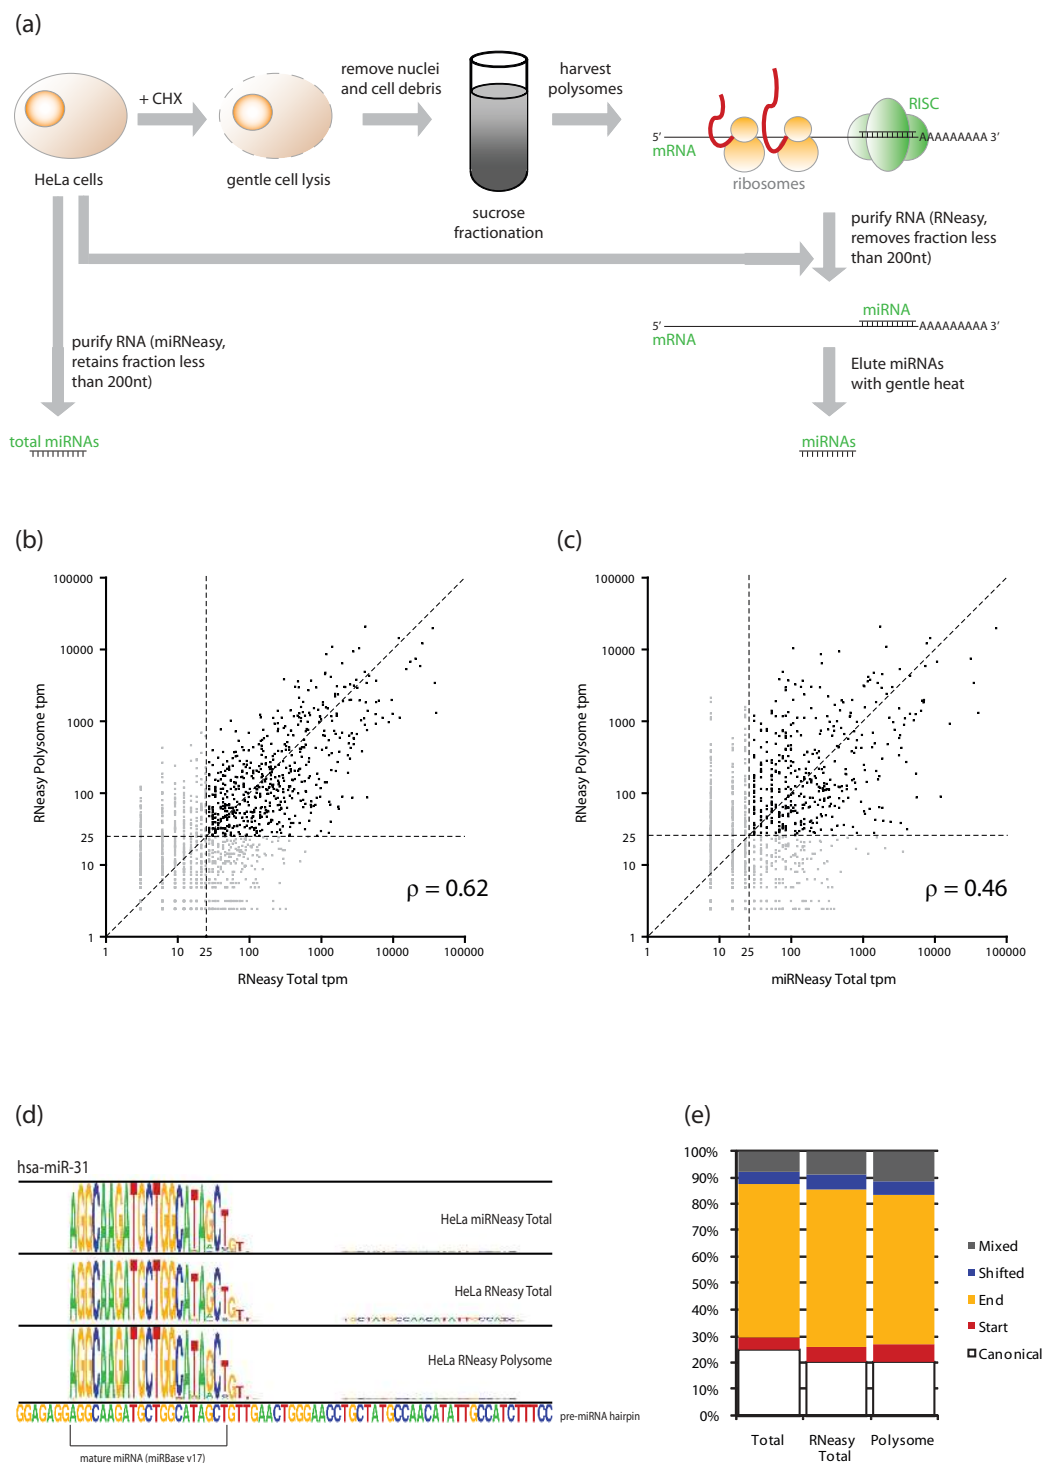 (a)
+ CHX
remove nuclei
and cell debris
harvest
polysomes
RISC
5' AAAAAAAAA 3'
mRNA
ribosomes
HeLa cells
gentle cell lysis
sucrose
fractionation
purify RNA (RNeasy,
removes fraction less
than 200nt)
miRNA
5' AAAAAAAAA 3'
mRNA
purify RNA (miRNeasy,
retains fraction less
than 200nt)
Elute miRNAs
with gentle heat
total miRNAs
miRNAs
(b)
RNeasy Polysome tpm
100000
10000
1000
100
25
10
1
ρ = 0.62
1 10 25 100 1000 10000 100000
RNeasy Total tpm
(c)
RNeasy Polysome tpm
100000
10000
1000
100
25
10
1
ρ = 0.46
1 10 25 100 1000 10000 100000
miRNeasy Total tpm
(d)
hsa-miR-31
AGGCAAGATGCTGGCATAGCTGT
HeLa miRNeasy Total
AGGCAAGATGCTGGCATAGCTGT
HeLa RNeasy Total
TGCTATGCCAACATATTGCCATC
AGGCAAGATGCTGGCATAGCTGT
HeLa RNeasy Polysome
GGAGAGGAGGCAAGATGCTGGCATAGCTGTTGAACTGGGAACCTGCTATGCCAACATATTGCCATCTTTCC pre-miRNA hairpin
mature miRNA (miRBase v17)
(e)
100%
90%
80%
70%
60%
50%
40%
30%
20%
10%
0%
Total RNeasy Polysome
Total
Mixed
Shifted
End
Start
Canonical